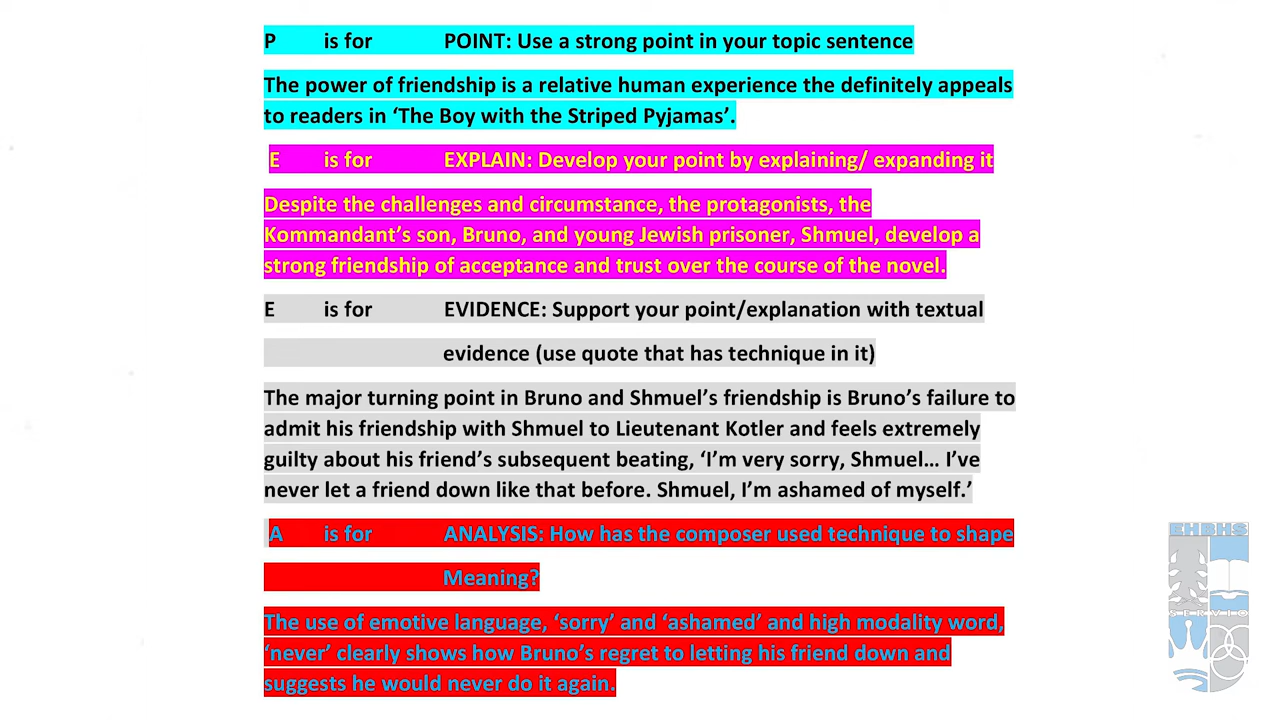 P is for POINT: Use a strong point in your topic sentence
The power of friendship is a relative human experience the definitely appeals
to readers in ‘The Boy with the Striped Pyjamas’.
E is for EXPLAIN: Develop your point by explaining/ expanding it
Despite the challenges and circumstance, the protagonists, the
Kommandant’s son, Bruno, and young Jewish prisoner, Shmuel, develop a
strong friendship of acceptance and trust over the course of the novel.
E is for EVIDENCE: Support your point/explanation with textual
evidence (use quote that has technique in it)
The major turning point in Bruno and Shmuel’s friendship is Bruno’s failure to
admit his friendship with Shmuel to Lieutenant Kotler and feels extremely
guilty about his friend’s subsequent beating, ‘I’m very sorry, Shmuel… I’ve
never let a friend down like that before. Shmuel, I’m ashamed of myself.’
A is for ANALYSIS: How has the composer used technique to shape
Meaning?
The use of emotive language, ‘sorry’ and ‘ashamed’ and high modality word,
‘never’ clearly shows how Bruno’s regret to letting his friend down and
suggests he would never do it again.
EHBHS
SERVIO